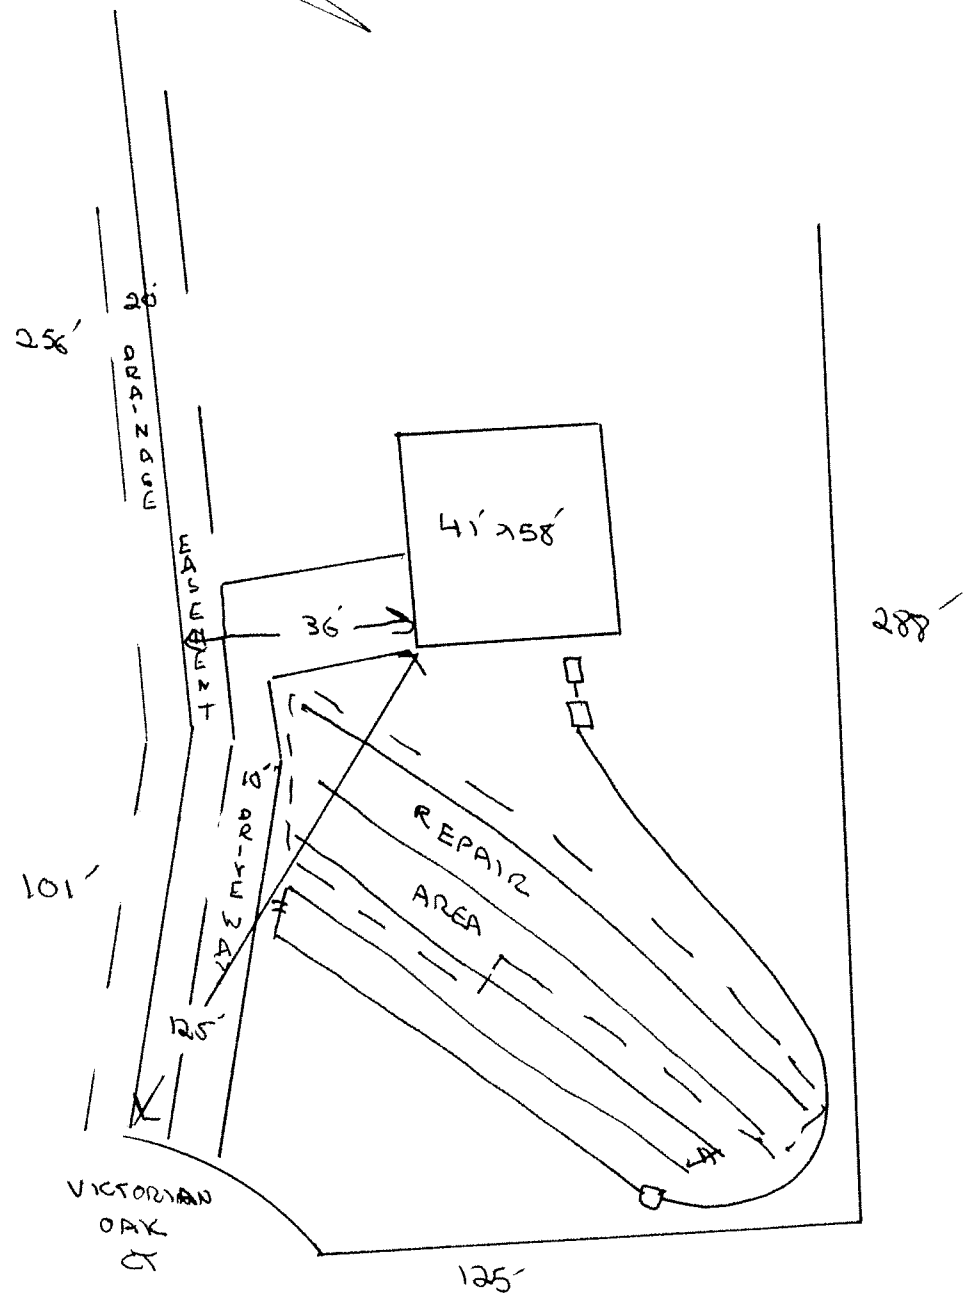 20'
256'
DRAINAGE
EASEMENT
41' x 58'
36'
288'
10'
DRIVEWAY
REPAIR
AREA
101'
125'
VICTORIAN
OAK
CT
125'